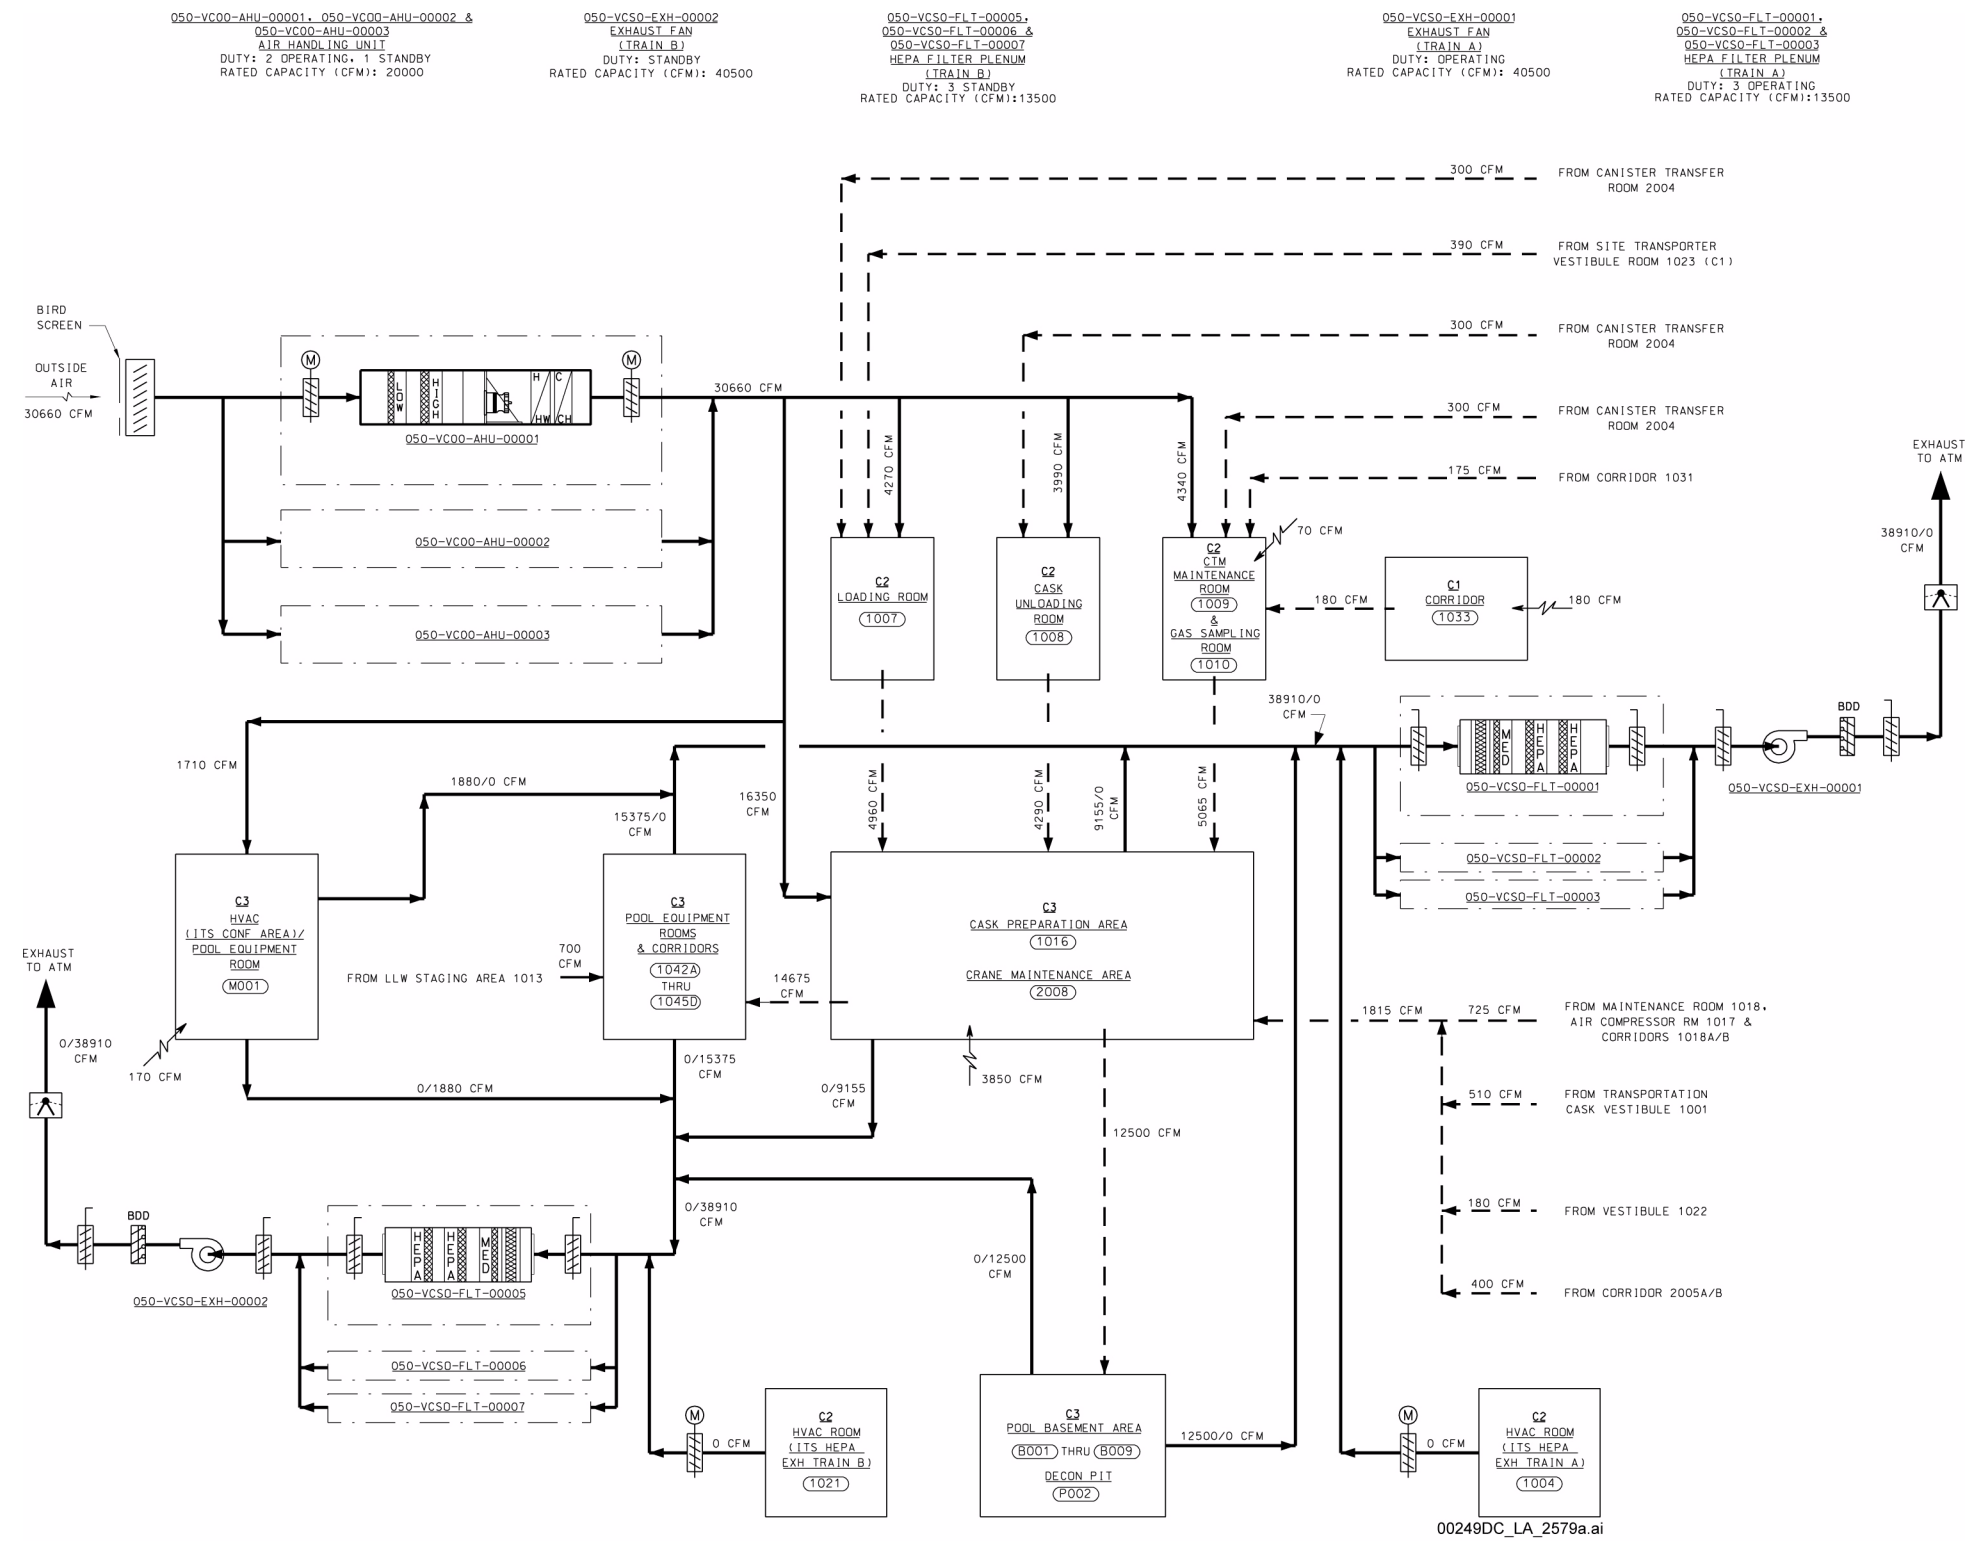 050-VC00-AHU-00001, 050-VC00-AHU-00002 &
050-VC00-AHU-00003
AIR HANDLING UNIT
DUTY: 2 OPERATING, 1 STANDBY
RATED CAPACITY (CFM): 20000
050-VCS0-EXH-00002
EXHAUST FAN
(TRAIN B)
DUTY: STANDBY
RATED CAPACITY (CFM): 40500
050-VCS0-FLT-00005,
050-VCS0-FLT-00006 &
050-VCS0-FLT-00007
HEPA FILTER PLENUM
(TRAIN B)
DUTY: 3 STANDBY
RATED CAPACITY (CFM):13500
050-VCS0-EXH-00001
EXHAUST FAN
(TRAIN A)
DUTY: OPERATING
RATED CAPACITY (CFM): 40500
050-VCS0-FLT-00001,
050-VCS0-FLT-00002 &
050-VCS0-FLT-00003
HEPA FILTER PLENUM
(TRAIN A)
DUTY: 3 OPERATING
RATED CAPACITY (CFM):13500
300 CFM
FROM CANISTER TRANSFER
ROOM 2004
390 CFM
FROM SITE TRANSPORTER
VESTIBULE ROOM 1023 (C1)
300 CFM
FROM CANISTER TRANSFER
ROOM 2004
300 CFM
FROM CANISTER TRANSFER
ROOM 2004
175 CFM
FROM CORRIDOR 1031
BIRD
SCREEN
OUTSIDE
AIR
30660 CFM
M
LOW
HIGH
H
C
HW
CH
M
050-VC00-AHU-00001
30660 CFM
050-VC00-AHU-00002
050-VC00-AHU-00003
4270 CFM
3990 CFM
4340 CFM
70 CFM
C2
LOADING ROOM
1007
C2
CASK
UNLOADING
ROOM
1008
C2
CTM
MAINTENANCE
ROOM
1009
&
GAS SAMPLING
ROOM
1010
180 CFM
C1
CORRIDOR
1033
180 CFM
EXHAUST
TO ATM
38910/0
CFM
38910/0
CFM
MED
HEPA
HEPA
050-VCS0-FLT-00001
050-VCS0-FLT-00002
050-VCS0-FLT-00003
BDD
050-VCS0-EXH-00001
1710 CFM
1880/0 CFM
15375/0
CFM
16350
CFM
4960 CFM
4290 CFM
9155/0
CFM
5065 CFM
C3
HVAC
(ITS CONF AREA)/
POOL EQUIPMENT
ROOM
M001
170 CFM
C3
POOL EQUIPMENT
ROOMS
& CORRIDORS
1042A
THRU
1045D
700
CFM
FROM LLW STAGING AREA 1013
14675
CFM
C3
CASK PREPARATION AREA
1016
CRANE MAINTENANCE AREA
2008
3850 CFM
1815 CFM
725 CFM
FROM MAINTENANCE ROOM 1018,
AIR COMPRESSOR RM 1017 &
CORRIDORS 1018A/B
510 CFM
FROM TRANSPORTATION
CASK VESTIBULE 1001
180 CFM
FROM VESTIBULE 1022
400 CFM
FROM CORRIDOR 2005A/B
EXHAUST
TO ATM
0/38910
CFM
0/1880 CFM
0/15375
CFM
0/9155
CFM
12500 CFM
0/38910
CFM
0/12500
CFM
BDD
050-VCS0-EXH-00002
HEPA
HEPA
MED
050-VCS0-FLT-00005
050-VCS0-FLT-00006
050-VCS0-FLT-00007
M
0 CFM
C2
HVAC ROOM
(ITS HEPA
EXH TRAIN B)
1021
C3
POOL BASEMENT AREA
B001 THRU B009
DECON PIT
P002
12500/0 CFM
M
0 CFM
C2
HVAC ROOM
(ITS HEPA
EXH TRAIN A)
1004
00249DC_LA_2579a.ai